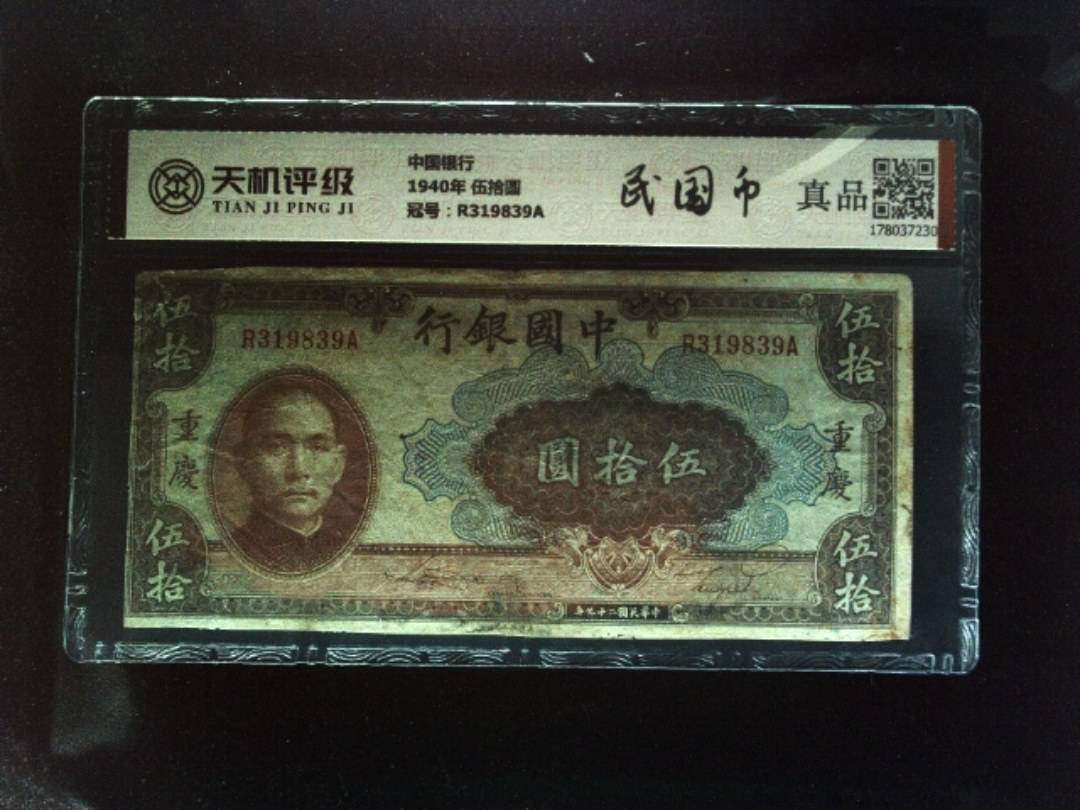 天机评级
TIAN JI PING JI
中国银行
1940年 伍拾圆
冠号：R319839A
民国币
真品
178037230
伍拾
行銀國中
伍拾
R319839A
R319839A
重慶
圓拾伍
重慶
伍拾
伍拾
年九十二國民華中